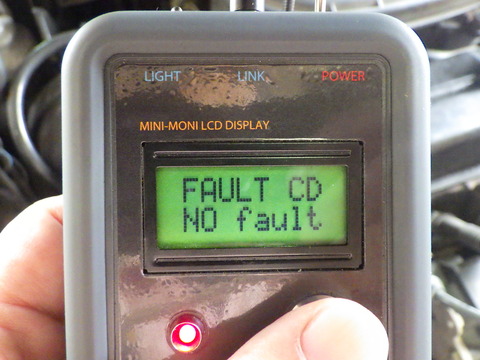 LIGHT LINK POWER
MINI-MONI LCD DISPLAY
FAULT CD
NO fault